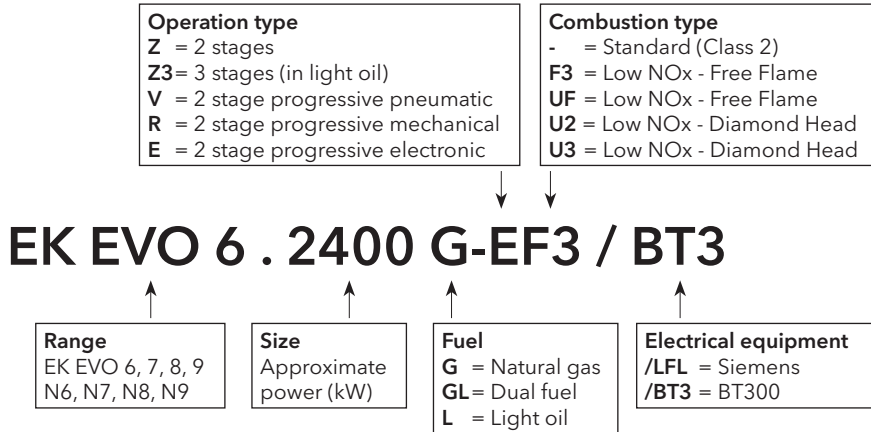 Operation type
Z = 2 stages
Z3= 3 stages (in light oil)
V = 2 stage progressive pneumatic
R = 2 stage progressive mechanical
E = 2 stage progressive electronic
Combustion type
- = Standard (Class 2)
F3 = Low NOx - Free Flame
UF = Low NOx - Free Flame
U2 = Low NOx - Diamond Head
U3 = Low NOx - Diamond Head
EK EVO 6 . 2400 G-EF3 / BT3
Range
EK EVO 6, 7, 8, 9
N6, N7, N8, N9
Size
Approximate
power (kW)
Fuel
G = Natural gas
GL= Dual fuel
L = Light oil
Electrical equipment
/LFL = Siemens
/BT3 = BT300